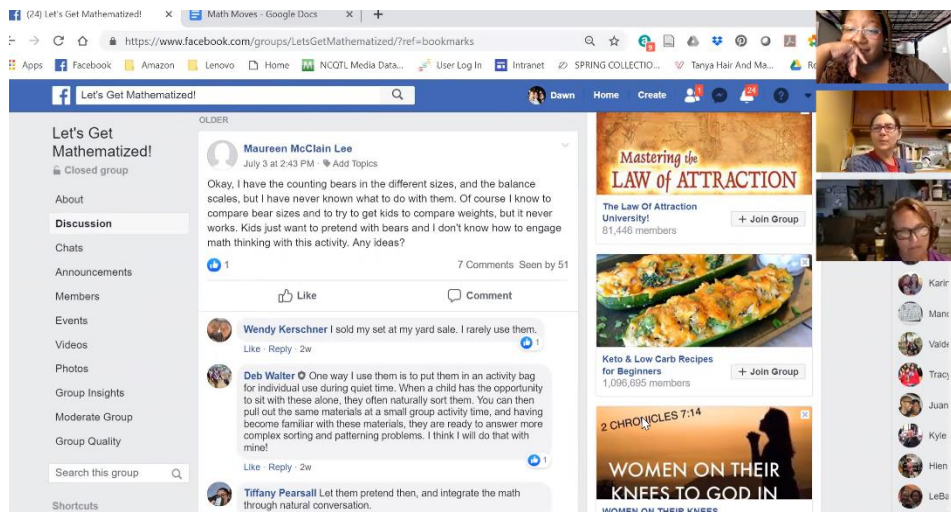 (24) Let's Get Mathematized!
Math Moves - Google Docs
https://www.facebook.com/groups/LetsGetMathematized/?ref=bookmarks
Apps
Facebook
Amazon
Lenovo
Home
NCQTL Media Data...
User Log In
Intranet
SPRING COLLECTIO...
Tanya Hair And Ma...
Let's Get Mathematized!
Dawn
Home
Create
1
24
Let's Get
Mathematized!
Closed group
About
Discussion
Chats
Announcements
Members
Events
Videos
Photos
Group Insights
Moderate Group
Group Quality
Search this group
Shortcuts
OLDER
Maureen McClain Lee
July 3 at 2:43 PM · Add Topics
Okay, I have the counting bears in the different sizes, and the balance
scales, but I have never known what to do with them. Of course I know to
compare bear sizes and to try to get kids to compare weights, but it never
works. Kids just want to pretend with bears and I don't know how to engage
math thinking with this activity. Any ideas?
1
7 Comments Seen by 51
Like
Comment
Wendy Kerschner I sold my set at my yard sale. I rarely use them.
1
Like · Reply · 2w
Deb Walter One way I use them is to put them in an activity bag
for individual use during quiet time. When a child has the opportunity
to sit with these alone, they often naturally sort them. You can then
pull out the same materials at a small group activity time, and having
become familiar with these materials, they are ready to answer more
complex sorting and patterning problems. I think I will do that with
mine!
1
Like · Reply · 2w
Tiffany Pearsall Let them pretend then, and integrate the math
through natural conversation.
Mastering the
LAW of ATTRACTION
The Law Of Attraction
University!
81,446 members
+ Join Group
Keto & Low Carb Recipes
for Beginners
1,096,695 members
+ Join Group
2 CHRONICLES 7:14
WOMEN ON THEIR
KNEES TO GOD IN
WOMEN ON THEIR KNEES
Karin
Valde
Tracy
Juan
Kyle
Hien
LeBa